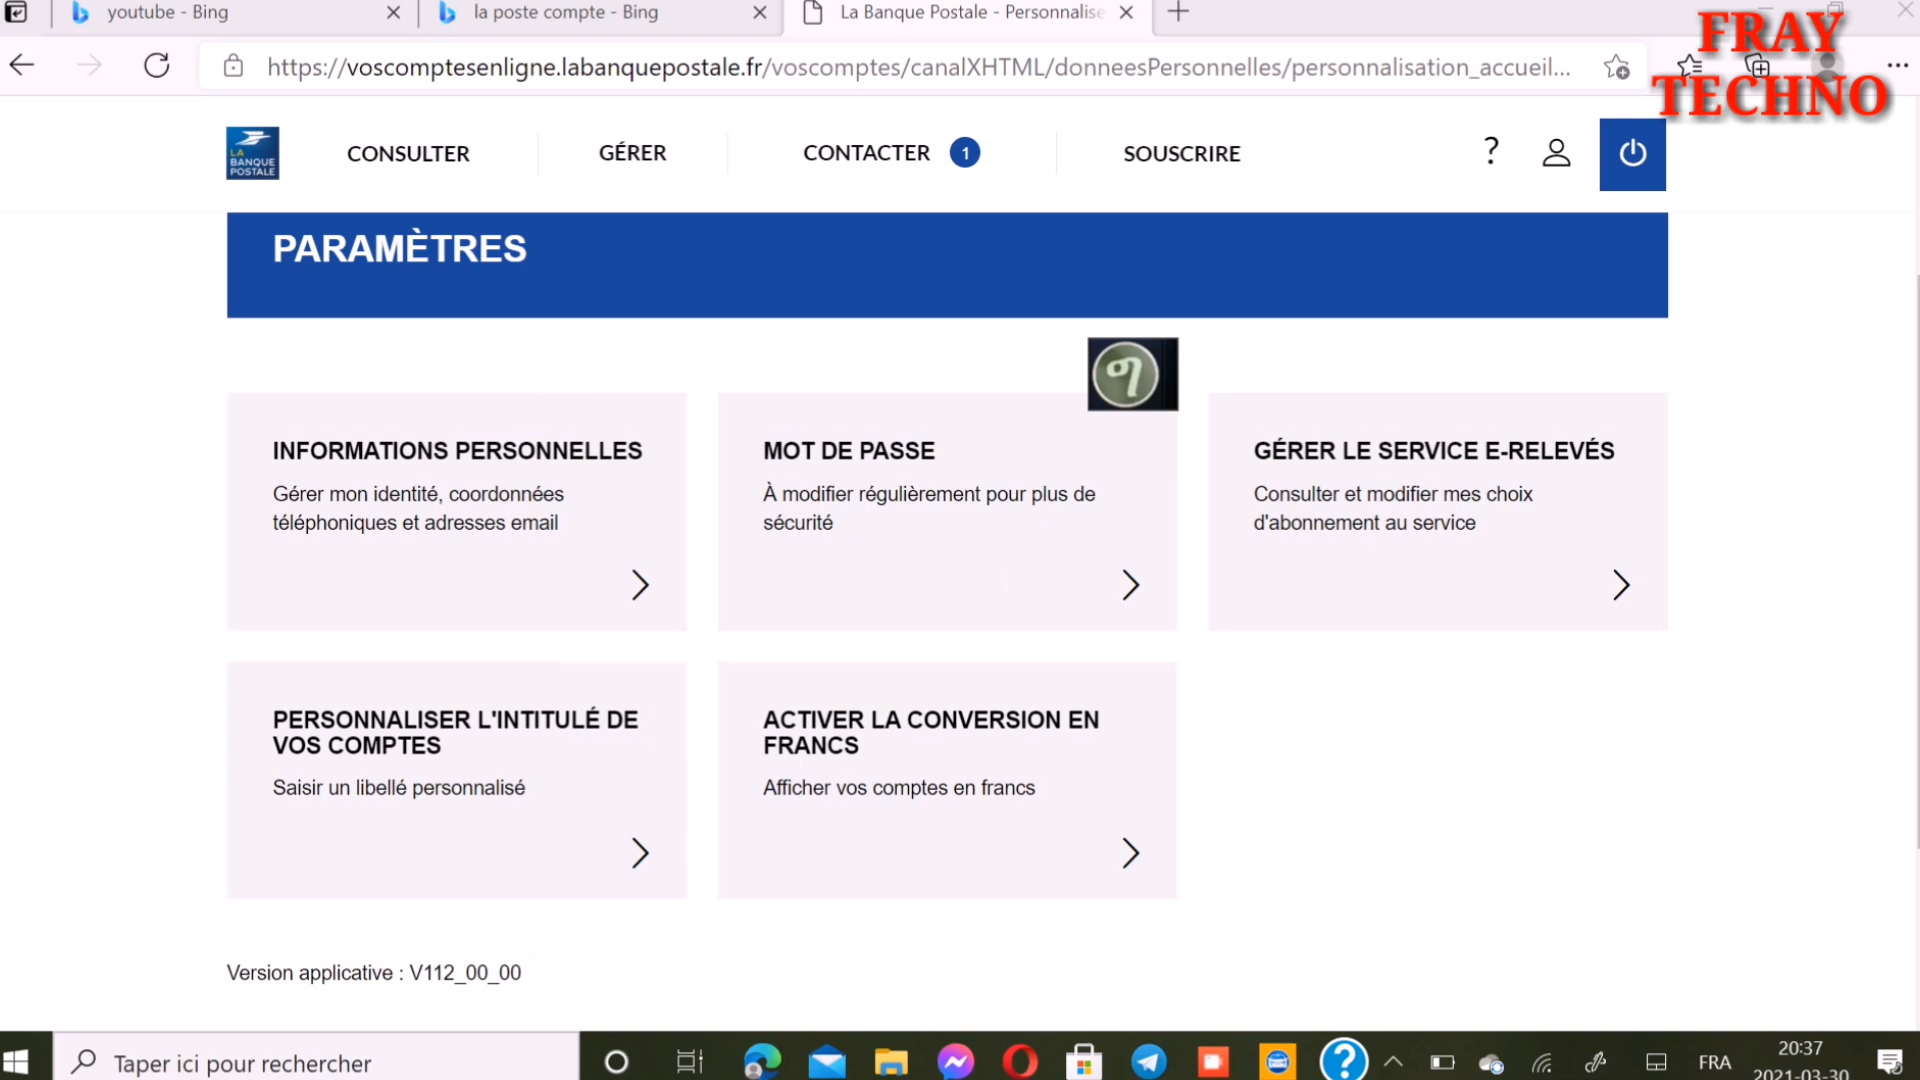 youtube - Bing
la poste compte - Bing
La Banque Postale - Personnalise
https://voscomptesenligne.labanquepostale.fr/voscomptes/canalXHTML/donneesPersonnelles/personnalisation_accueil...
FRAY
TECHNO
LA
BANQUE
POSTALE
CONSULTER
GÉRER
CONTACTER 1
SOUSCRIRE
?
PARAMÈTRES
INFORMATIONS PERSONNELLES
Gérer mon identité, coordonnées
téléphoniques et adresses email
MOT DE PASSE
À modifier régulièrement pour plus de
sécurité
GÉRER LE SERVICE E-RELEVÉS
Consulter et modifier mes choix
d'abonnement au service
PERSONNALISER L'INTITULÉ DE
VOS COMPTES
Saisir un libellé personnalisé
ACTIVER LA CONVERSION EN
FRANCS
Afficher vos comptes en francs
Version applicative : V112_00_00
Taper ici pour rechercher
FRA
20:37
2021-03-30